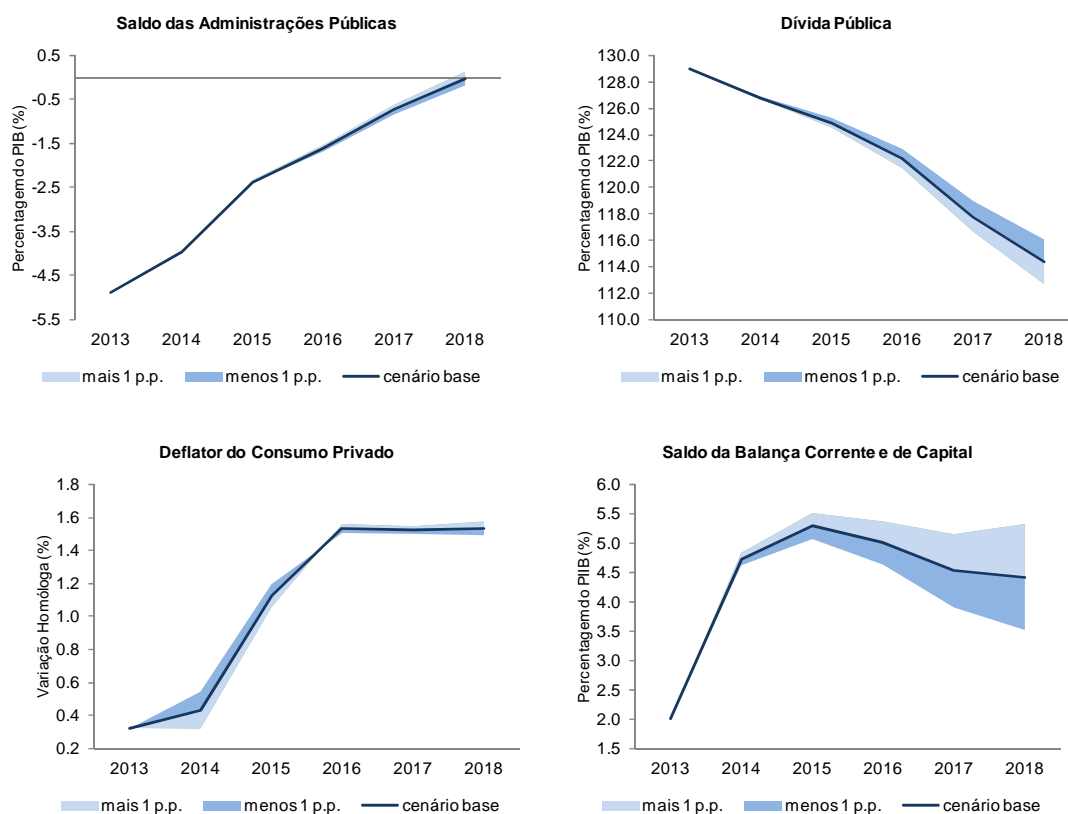 Saldo das Administrações Públicas
Percentagemdo PIB (%)
0.5
-0.5
-1.5
-2.5
-3.5
-4.5
-5.5
2013 2014 2015 2016 2017 2018
mais 1 p.p. menos 1 p.p. cenário base
Dívida Pública
Percentagemdo PIB (%)
130.0
128.0
126.0
124.0
122.0
120.0
118.0
116.0
114.0
112.0
110.0
2013 2014 2015 2016 2017 2018
mais 1 p.p. menos 1 p.p. cenário base
Deflator do Consumo Privado
Variação Homóloga (%)
1.8
1.6
1.4
1.2
1.0
0.8
0.6
0.4
0.2
2013 2014 2015 2016 2017 2018
mais 1 p.p. menos 1 p.p. cenário base
Saldo da Balança Corrente e de Capital
Percentagemdo PIIB (%)
6.0
5.5
5.0
4.5
4.0
3.5
3.0
2.5
2.0
1.5
2013 2014 2015 2016 2017 2018
mais 1 p.p. menos 1 p.p. cenário base